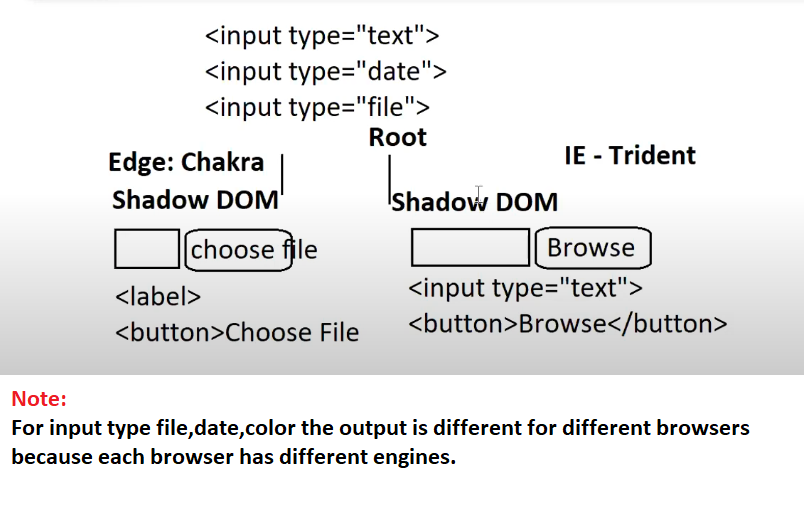 <input type="text">
<input type="date">
<input type="file">
Root
Edge: Chakra
IE - Trident
Shadow DOM
Shadow DOM
choose file
Browse
<label>
<input type="text">
<button>Choose File
<button>Browse</button>
Note:
For input type file,date,color the output is different for different browsers
because each browser has different engines.